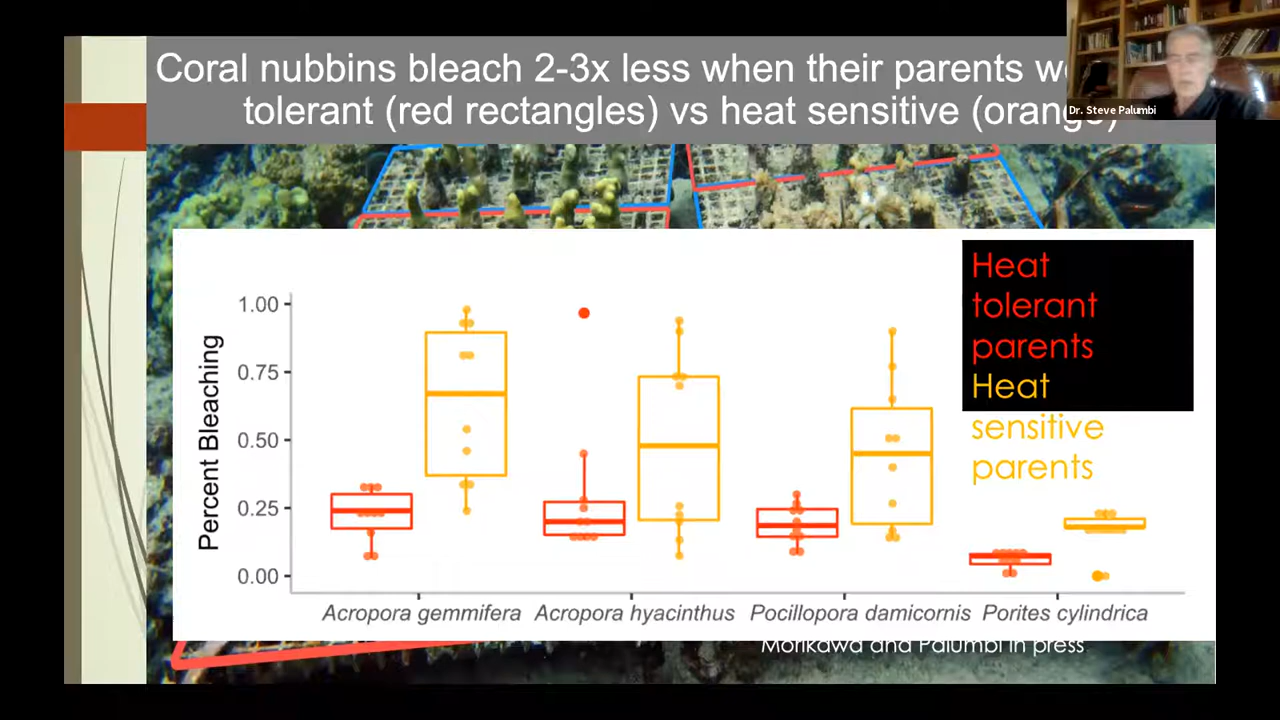 Coral nubbins bleach 2-3x less when their parents
tolerant (red rectangles) vs heat sensitive (orange)
Dr. Steve Palumbi
Heat
tolerant
parents
Heat
sensitive
parents
Percent Bleaching
1.00
0.75
0.50
0.25
0.00
Acropora gemmifera
Acropora hyacinthus
Pocillopora damicornis
Porites cylindrica
Morikawa and Palumbi in press